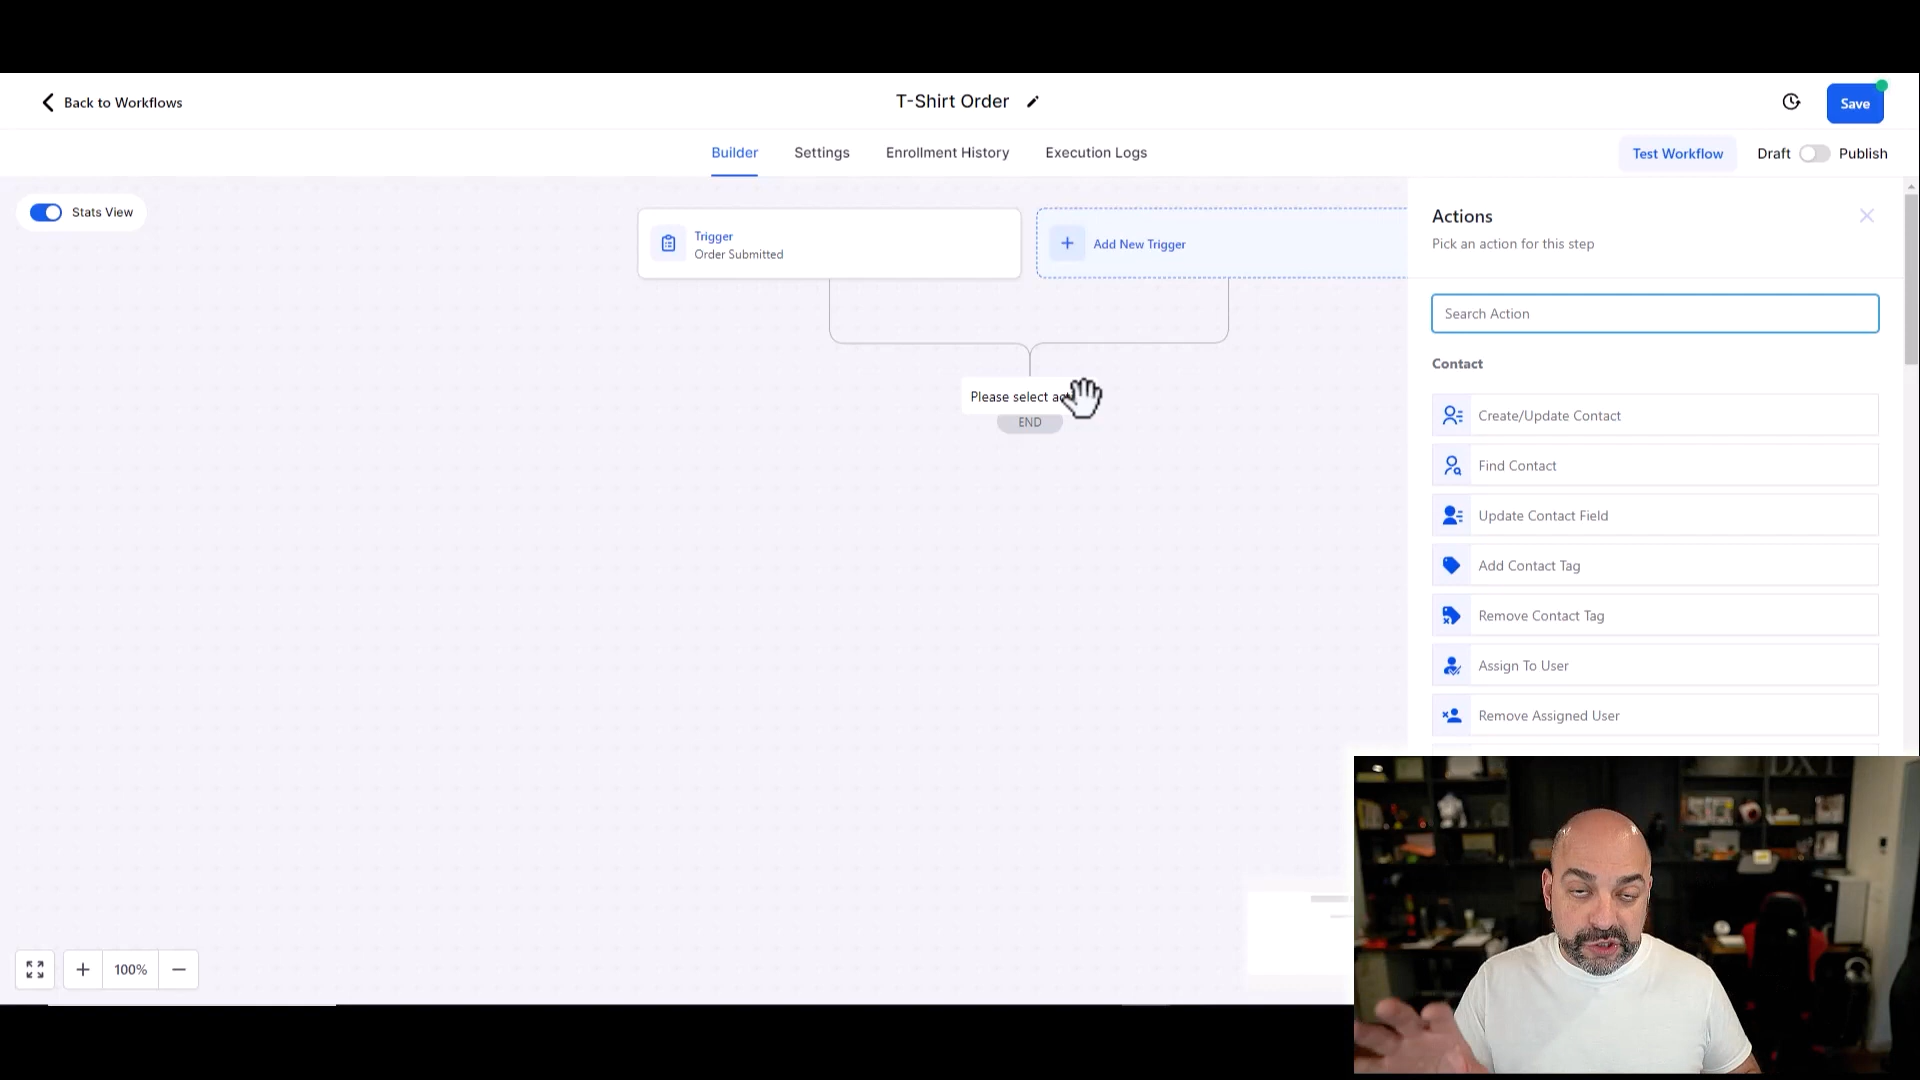 Back to Workflows
T-Shirt Order
Save
Builder
Settings
Enrollment History
Execution Logs
Test Workflow
Draft
Publish
Stats View
Trigger
Order Submitted
Add New Trigger
Please select
END
Actions
Pick an action for this step
Search Action
Contact
Create/Update Contact
Find Contact
Update Contact Field
Add Contact Tag
Remove Contact Tag
Assign To User
Remove Assigned User
100%